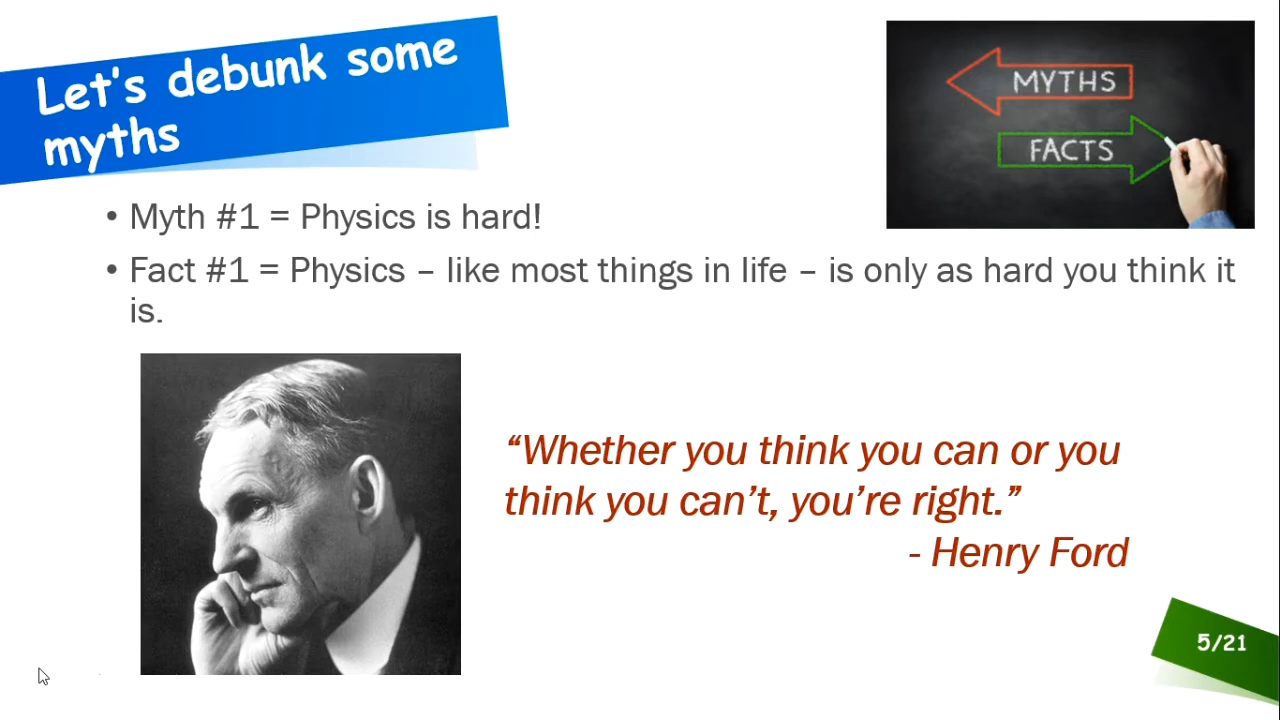 Let's debunk some
myths
MYTHS
FACTS
• Myth #1 = Physics is hard!
• Fact #1 = Physics – like most things in life – is only as hard you think it
is.
“Whether you think you can or you
think you can’t, you’re right.”
- Henry Ford
5/21